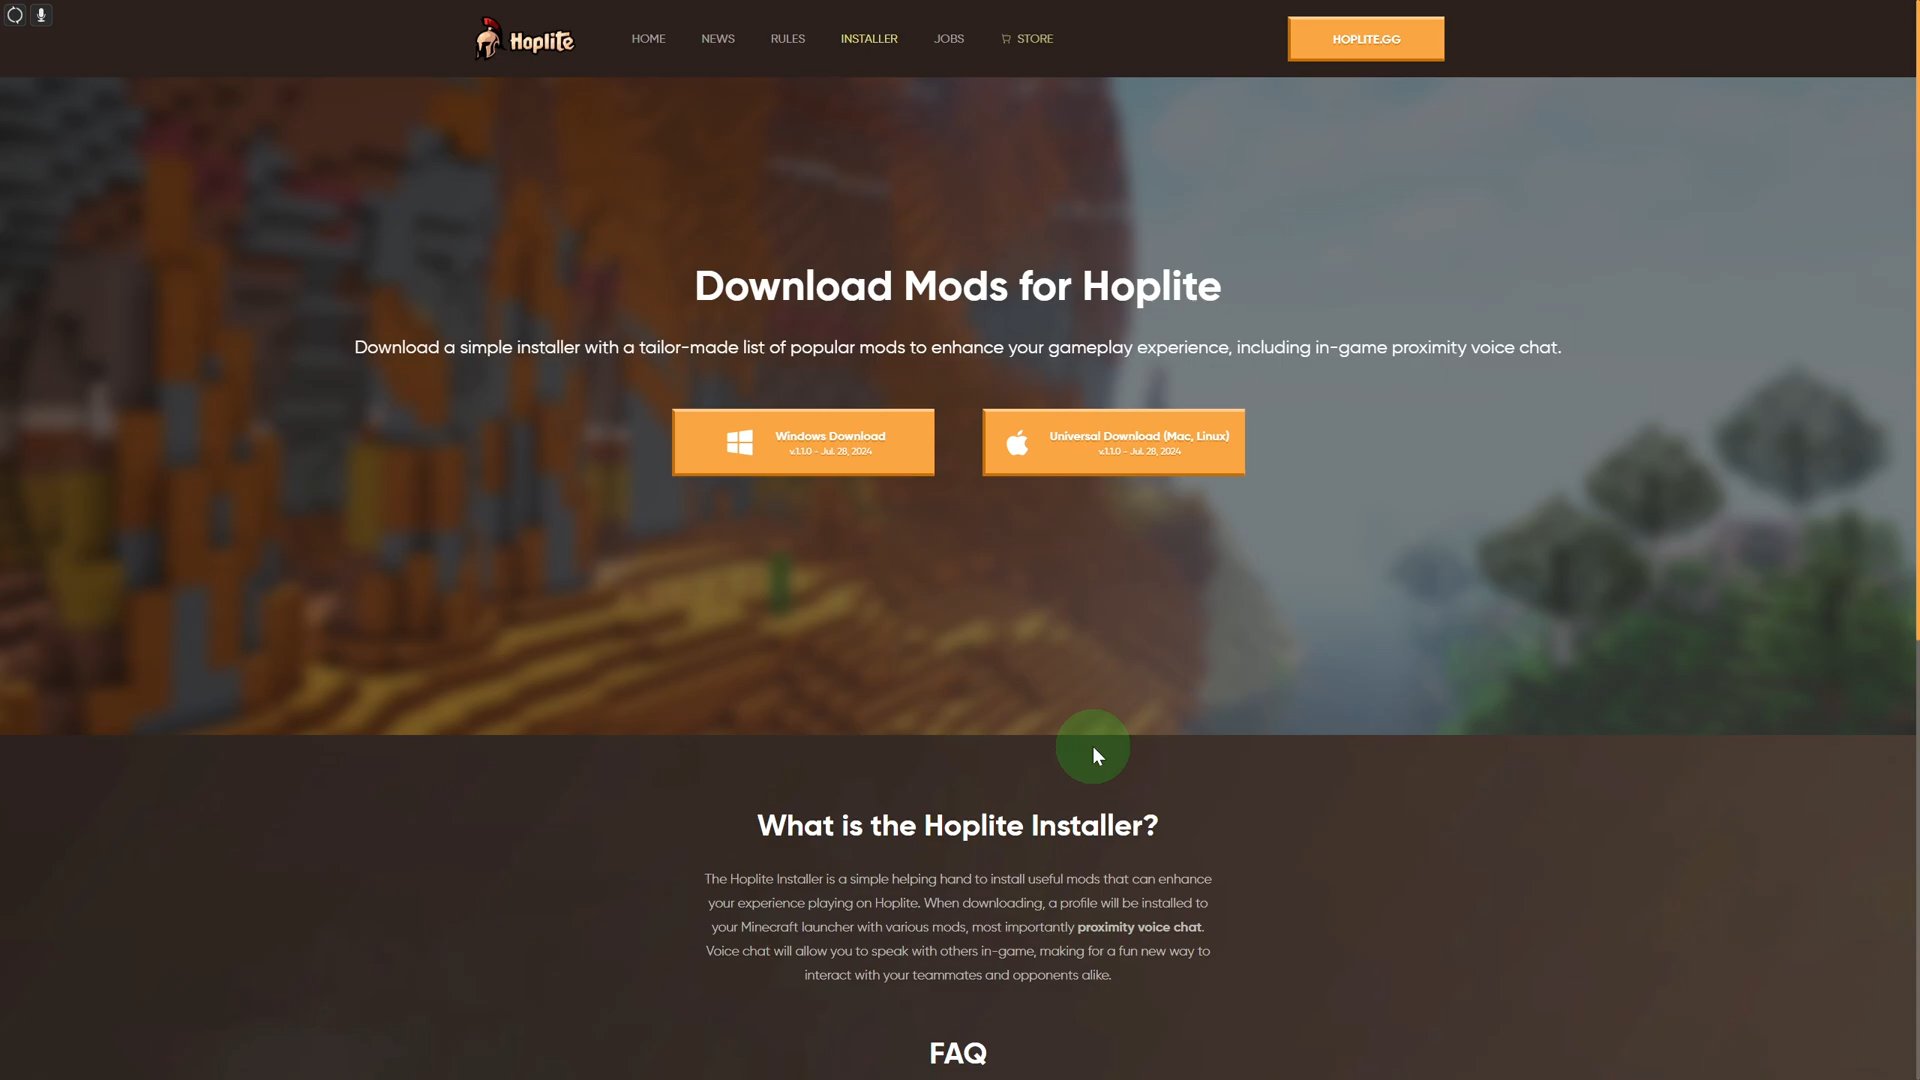 Hoplite
HOME
NEWS
RULES
INSTALLER
JOBS
STORE
HOPLITE.GG
Download Mods for Hoplite
Download a simple installer with a tailor-made list of popular mods to enhance your gameplay experience, including in-game proximity voice chat.
Windows Download
v.1.1.0 - Jul. 28, 2024
Universal Download (Mac, Linux)
v.1.1.0 - Jul. 28, 2024
What is the Hoplite Installer?
The Hoplite Installer is a simple helping hand to install useful mods that can enhance
your experience playing on Hoplite. When downloading, a profile will be installed to
your Minecraft launcher with various mods, most importantly proximity voice chat.
Voice chat will allow you to speak with others in-game, making for a fun new way to
interact with your teammates and opponents alike.
FAQ